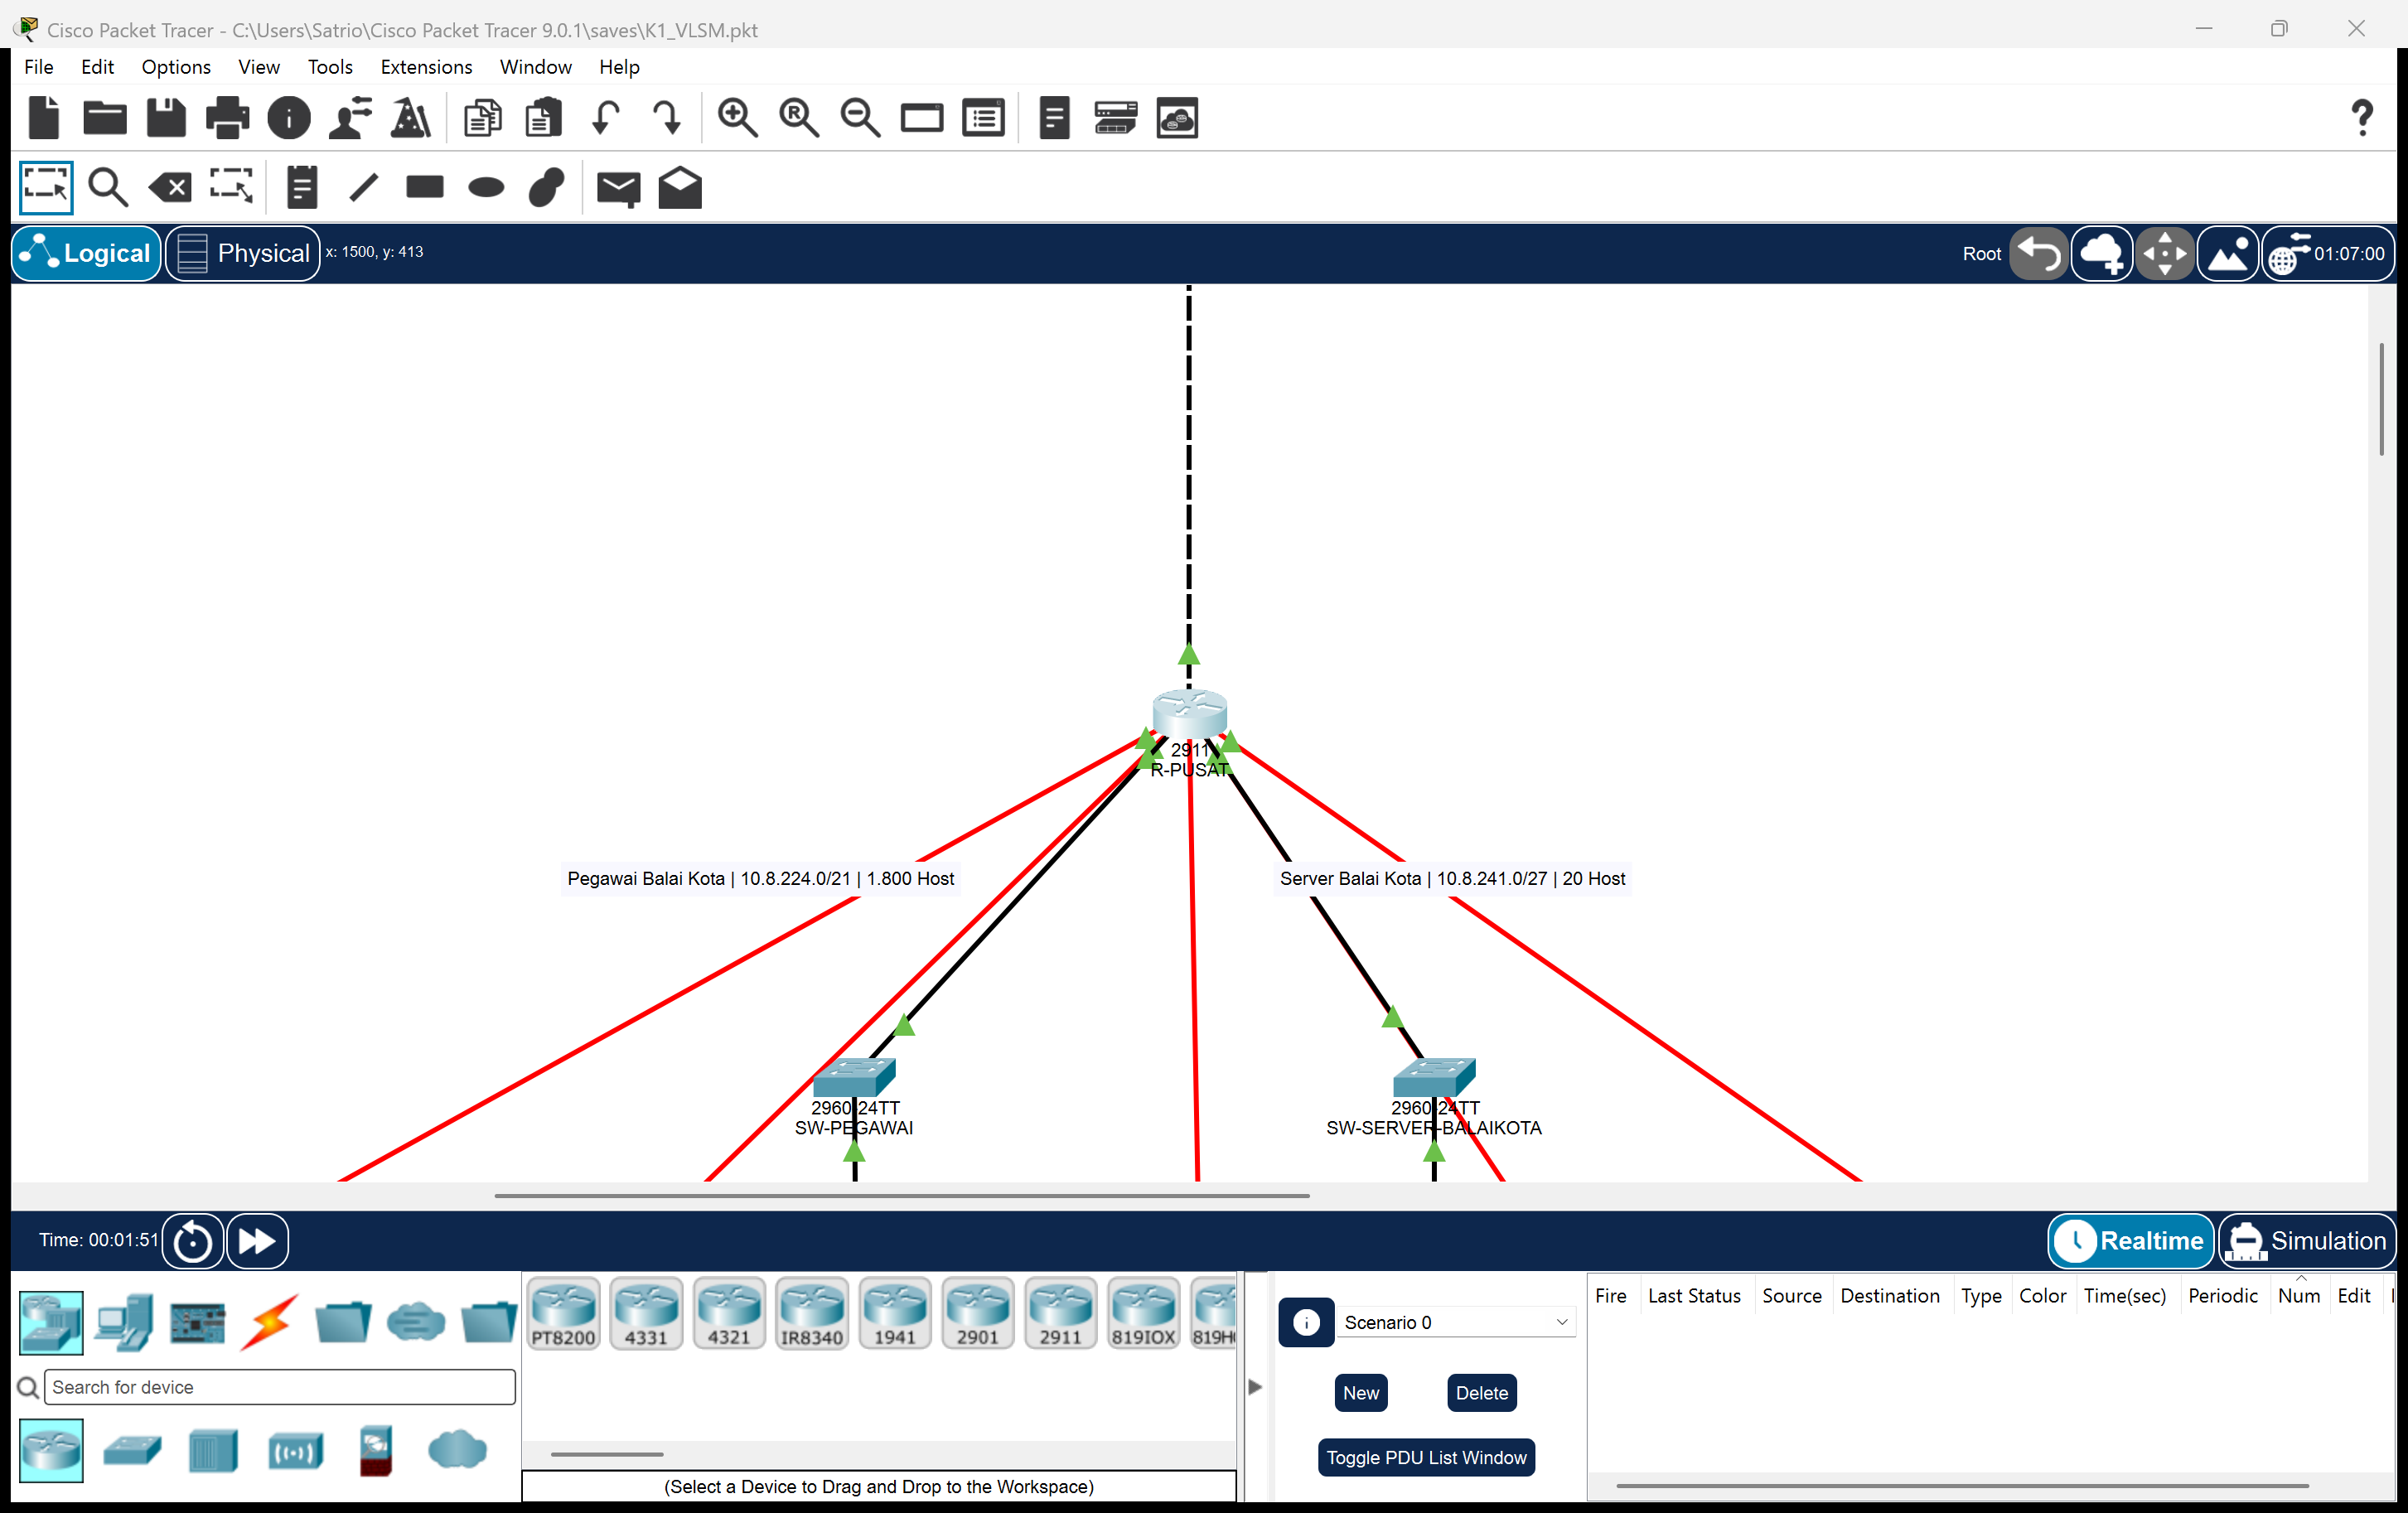 Cisco Packet Tracer - C:\Users\Satrio\Cisco Packet Tracer 9.0.1\saves\K1_VLSM.pkt
File Edit Options View Tools Extensions Window Help
Logical Physical x: 1500, y: 413 Root 01:07:00
2911
R-PUSAT
Pegawai Balai Kota | 10.8.224.0/21 | 1.800 Host
Server Balai Kota | 10.8.241.0/27 | 20 Host
2960-24TT
SW-PEGAWAI
2960-24TT
SW-SERVER-BALAIKOTA
Time: 00:01:51 Realtime Simulation
PT8200 4331 4321 IR8340 1941 2901 2911 819IOX
Search for device
(Select a Device to Drag and Drop to the Workspace)
Scenario 0
New Delete
Toggle PDU List Window
Fire Last Status Source Destination Type Color Time(sec) Periodic Num Edit